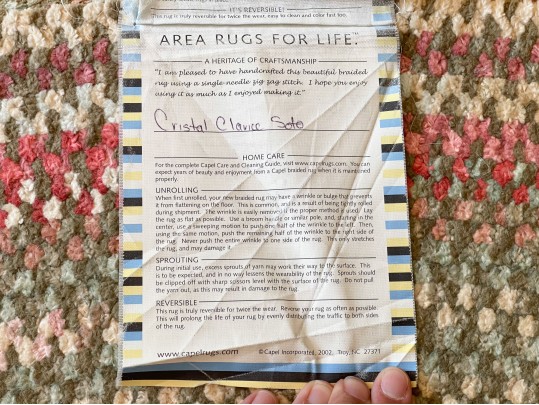 IT'S REVERSIBLE!
This rug is truly reversible for twice the wear, easy to clean and color fast too.
AREA RUGS FOR LIFE.™
A HERITAGE OF CRAFTSMANSHIP
"I am pleased to have handcrafted this beautiful braided
rug using a single-needle zig zag stitch. I hope you enjoy
using it as much as I enjoyed making it."
Cristal Clarice Soto
HOME CARE
For the complete Capel Care and Cleaning Guide, visit www.capelrugs.com. You can
expect years of beauty and enjoyment from a Capel braided rug when it is maintained
properly.
UNROLLING
When first unrolled, your new braided rug may have a wrinkle or bulge that prevents
it from flattening on the floor. This is common, and is a result of being tightly rolled
during shipment. The wrinkle is easily removed if the proper method is used. Lay
the rug as flat as possible. Use a broom handle or similar pole, and, starting in the
center, use a sweeping motion to push one half of the wrinkle to the left. Then,
using the same motion, push the remaining half of the wrinkle to the right side of
the rug. Never push the entire wrinkle to one side of the rug. This only stretches
the rug, and may damage it.
SPROUTING
During initial use, excess sprouts of yarn may work their way to the surface. This
is to be expected, and in no way lessens the wearability of the rug. Sprouts should
be clipped off with sharp scissors level with the surface of the rug. Do not pull
the yarn out, as this may result in damage to the rug.
REVERSIBLE
This rug is truly reversible for twice the wear. Reverse your rug as often as possible.
This will prolong the life of your rug by evenly distributing the traffic to both sides
of the rug.
www.capelrugs.com © Capel Incorporated, 2002, Troy, NC 27371